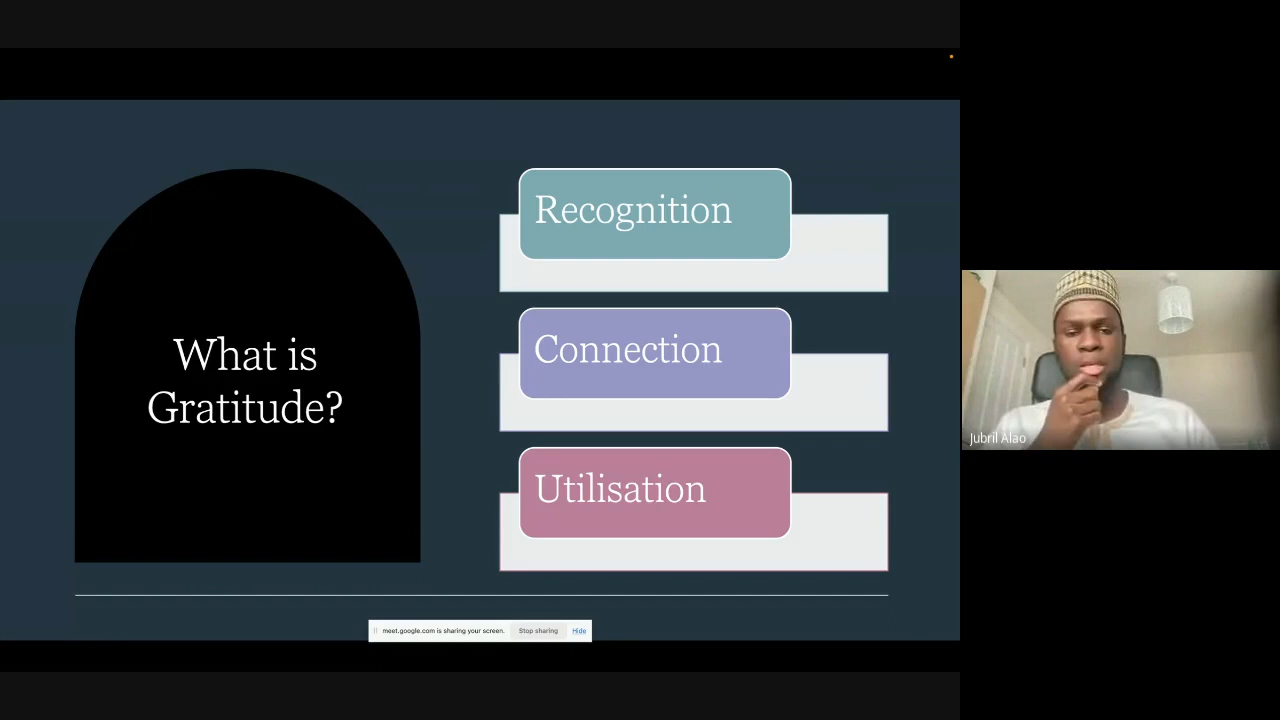 What is
Gratitude?
Recognition
Connection
Utilisation
Jubril Alao
meet.google.com is sharing your screen.
Stop sharing
Hide